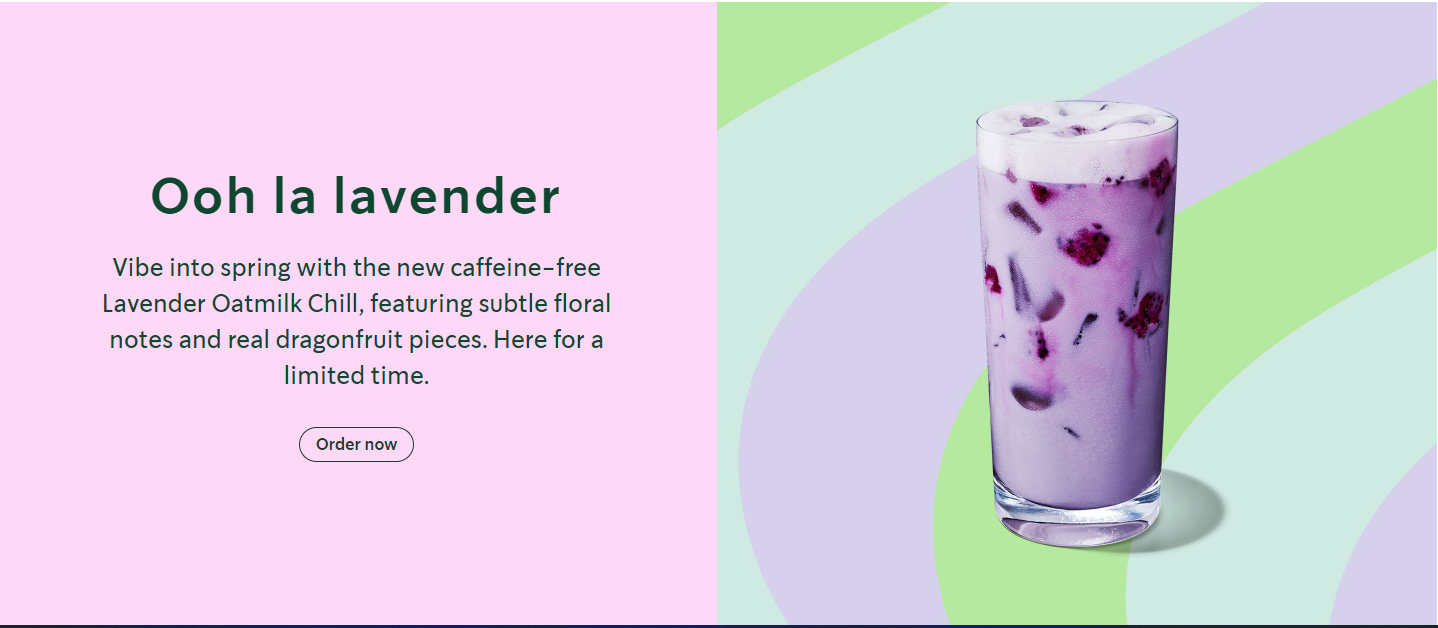 Ooh la lavender
Vibe into spring with the new caffeine-free
Lavender Oatmilk Chill, featuring subtle floral
notes and real dragonfruit pieces. Here for a
limited time.
Order now